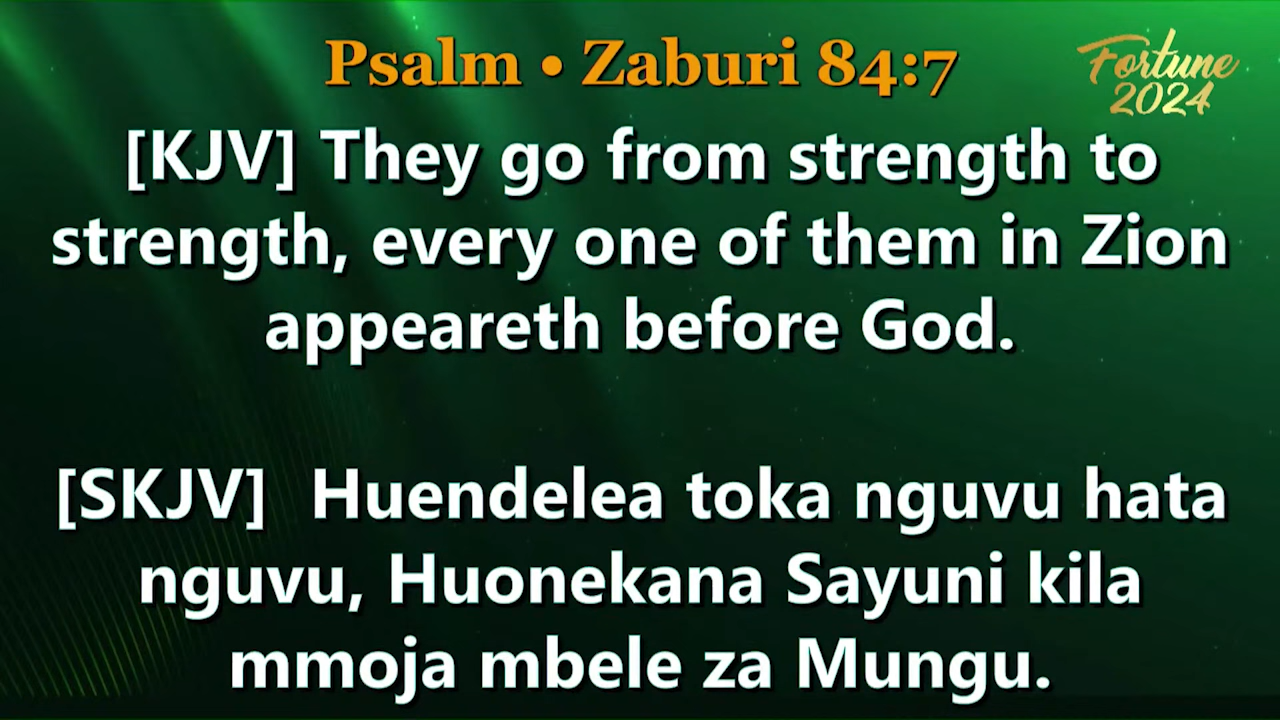 Psalm • Zaburi 84:7
Fortune
2024
[KJV] They go from strength to
strength, every one of them in Zion
appeareth before God.
[SKJV] Huendelea toka nguvu hata
nguvu, Huonekana Sayuni kila
mmoja mbele za Mungu.